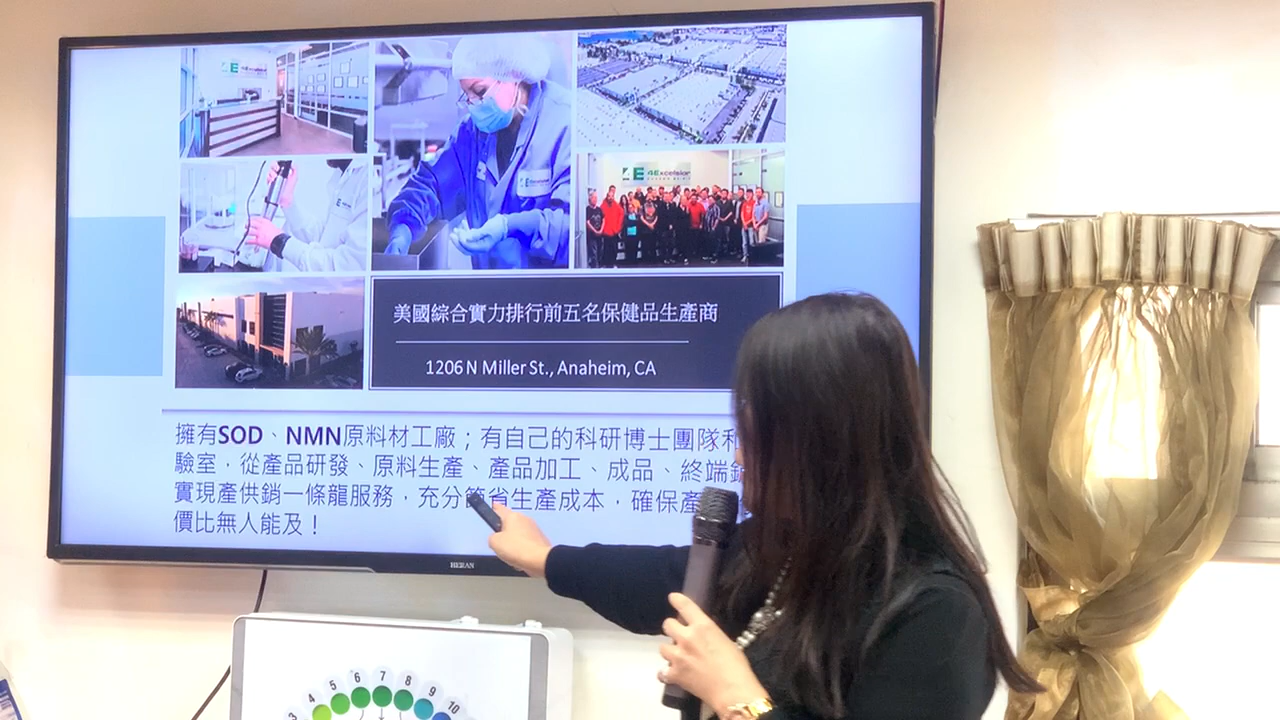 4E
4Excelsior
美國綜合實力排行前五名保健品生產商
1206 N Miller St., Anaheim, CA
擁有SOD、NMN原料材工廠；有自己的科研博士團隊
驗室，從產品研發、原料生產、產品加工、成品、終端
實現產供銷一條龍服務，充分節省生產成本，確保產
價比無人能及！
HERAN
3 4 5 6 7 8 9 10